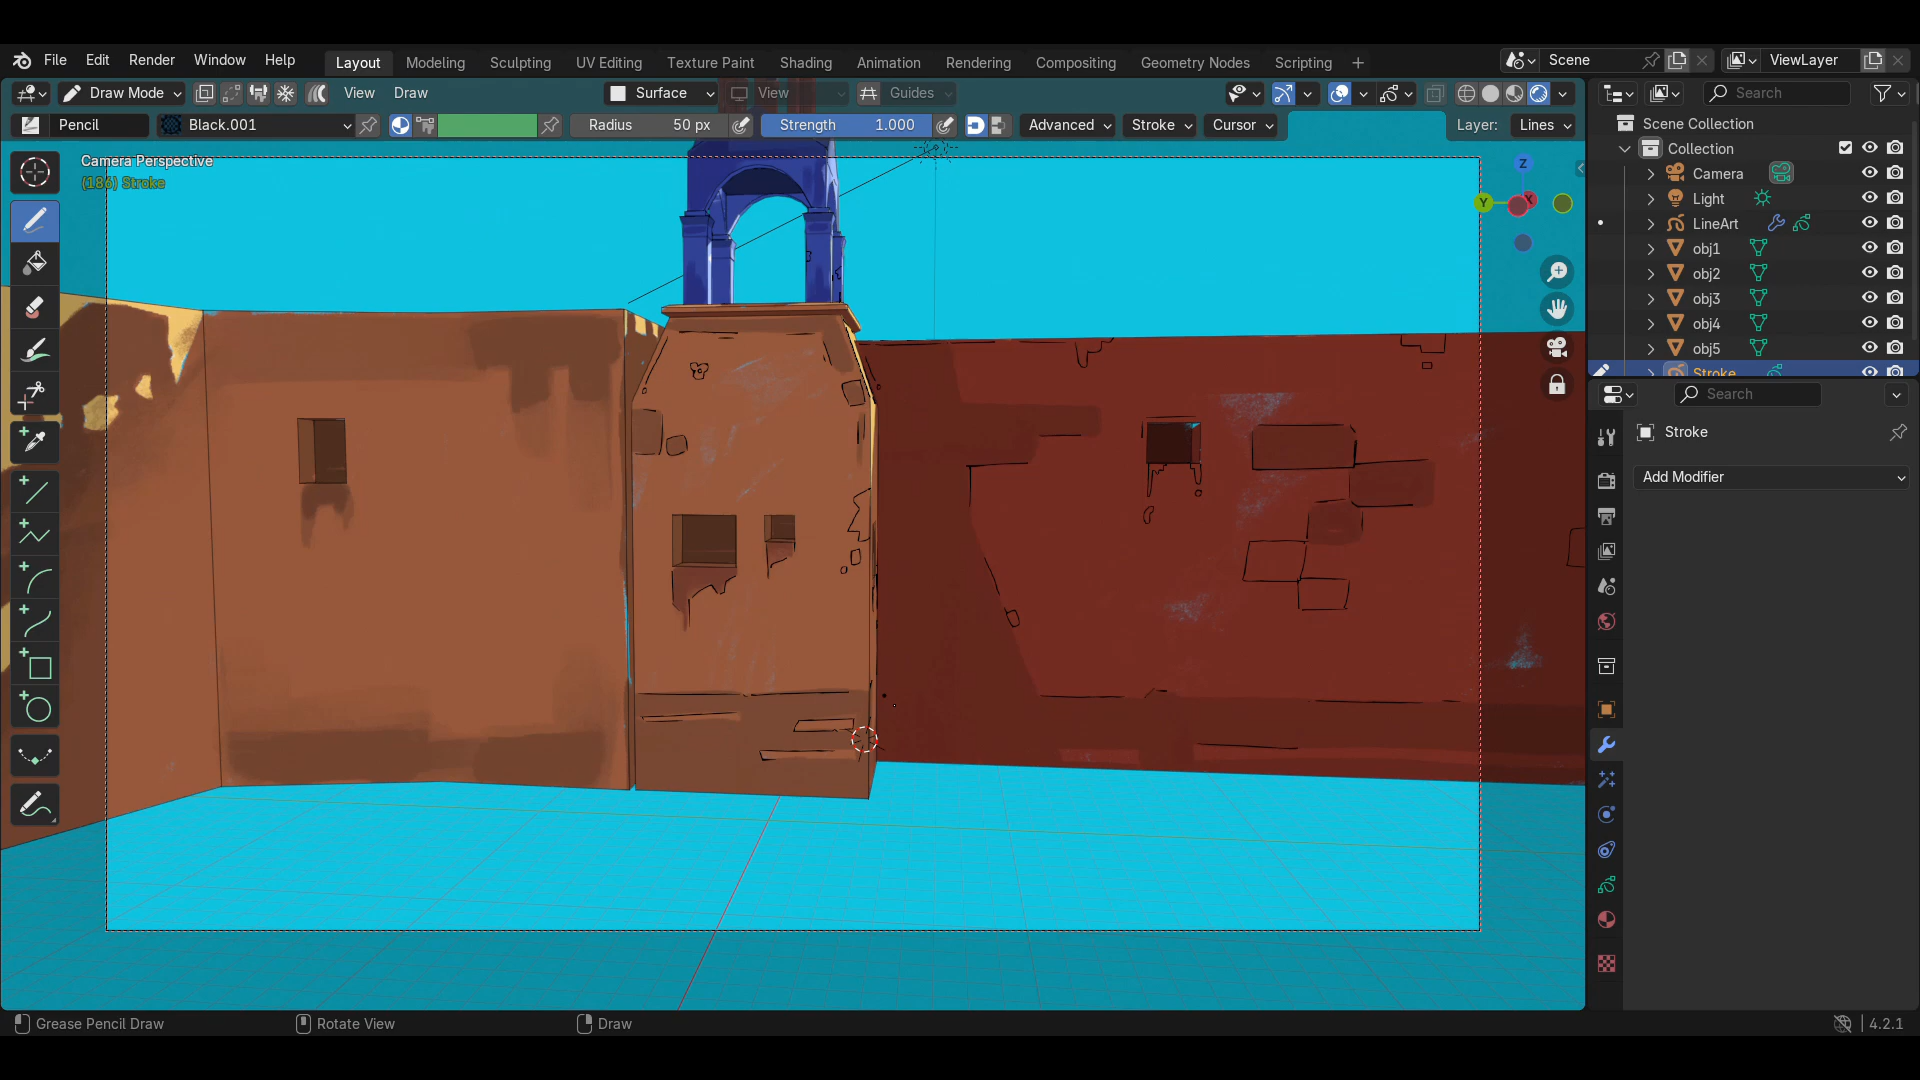 File Edit Render Window Help Layout Modeling Sculpting UV Editing Texture Paint Shading Animation Rendering Compositing Geometry Nodes Scripting Scene ViewLayer
Draw Mode View Draw Surface View Guides Search
Pencil Black.001 Radius 50 px Strength 1.000 Advanced Stroke Cursor Layer: Lines
Scene Collection
Collection
Camera Perspective
(186) Stroke
Camera
Light
LineArt
obj1
obj2
obj3
obj4
obj5
Stroke
Z
Y
X
Search
Stroke
Add Modifier
Grease Pencil Draw Rotate View Draw 4.2.1